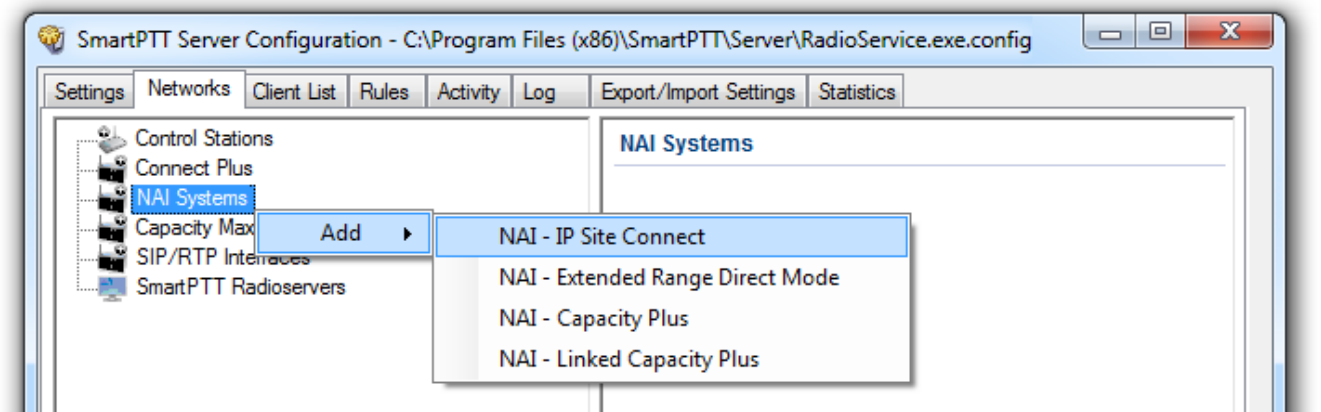 SmartPTT Server Configuration - C:\Program Files (x86)\SmartPTT\Server\RadioService.exe.config
Settings Networks Client List Rules Activity Log Export/Import Settings Statistics
Control Stations
Connect Plus
NAI Systems
Capacity Max
SIP/RTP Interfaces
SmartPTT Radioservers
NAI Systems
Add
NAI - IP Site Connect
NAI - Extended Range Direct Mode
NAI - Capacity Plus
NAI - Linked Capacity Plus